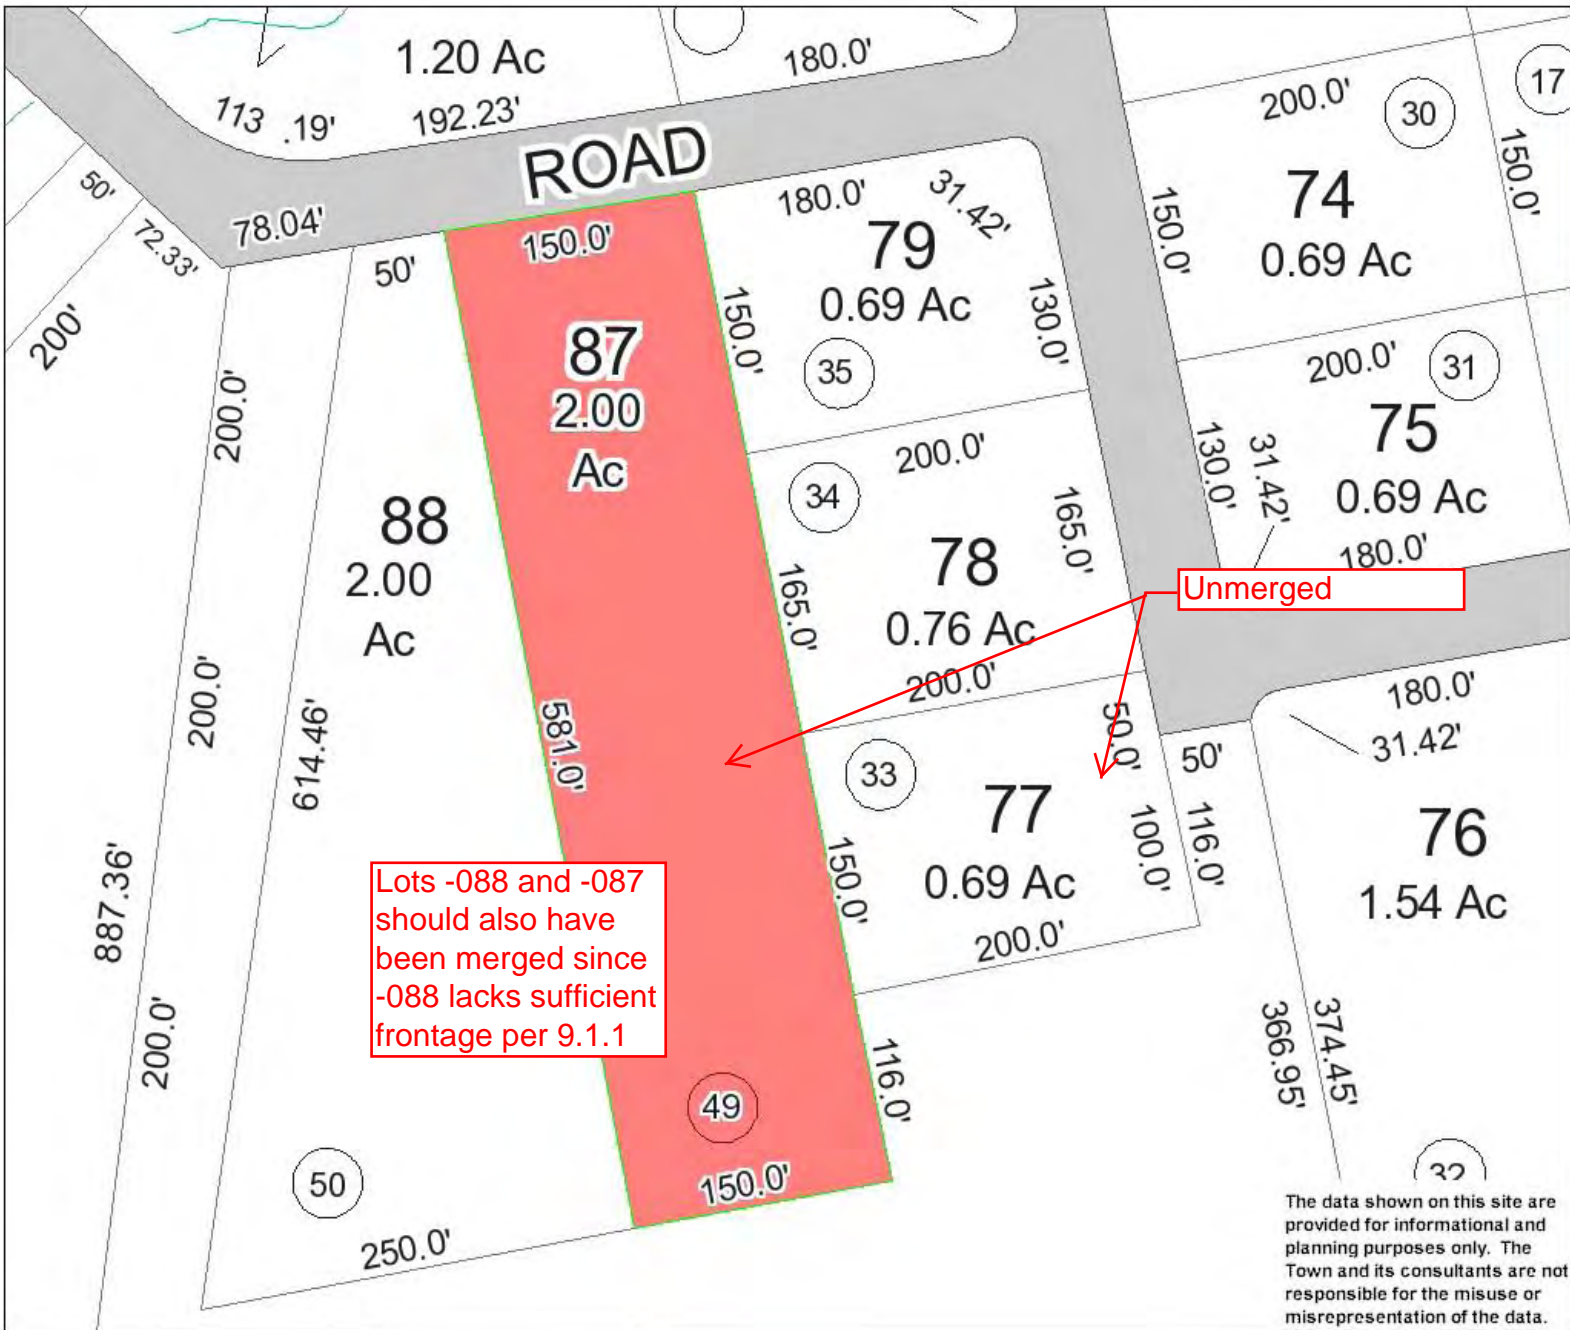 1.20 Ac
180.0'
113 .19'
192.23'
ROAD
200.0'
30
17
50'
72.33'
78.04'
200'
50'
150.0'
180.0'
31.42'
79
0.69 Ac
150.0'
130.0'
35
150.0'
74
0.69 Ac
150.0'
87
2.00
Ac
200.0'
31
75
0.69 Ac
130.0'
31.42'
180.0'
200.0'
34
200.0'
78
0.76 Ac
165.0'
165.0'
200.0'
88
2.00
Ac
Unmerged
200.0'
614.46'
581.0'
33
77
0.69 Ac
50.0'
100.0'
50'
116.0'
150.0'
200.0'
180.0'
31.42'
76
1.54 Ac
887.36'
Lots -088 and -087
should also have
been merged since
-088 lacks sufficient
frontage per 9.1.1
200.0'
116.0'
366.95'
374.45'
49
50
150.0'
250.0'
32
The data shown on this site are
provided for informational and
planning purposes only. The
Town and its consultants are not
responsible for the misuse or
misrepresentation of the data.